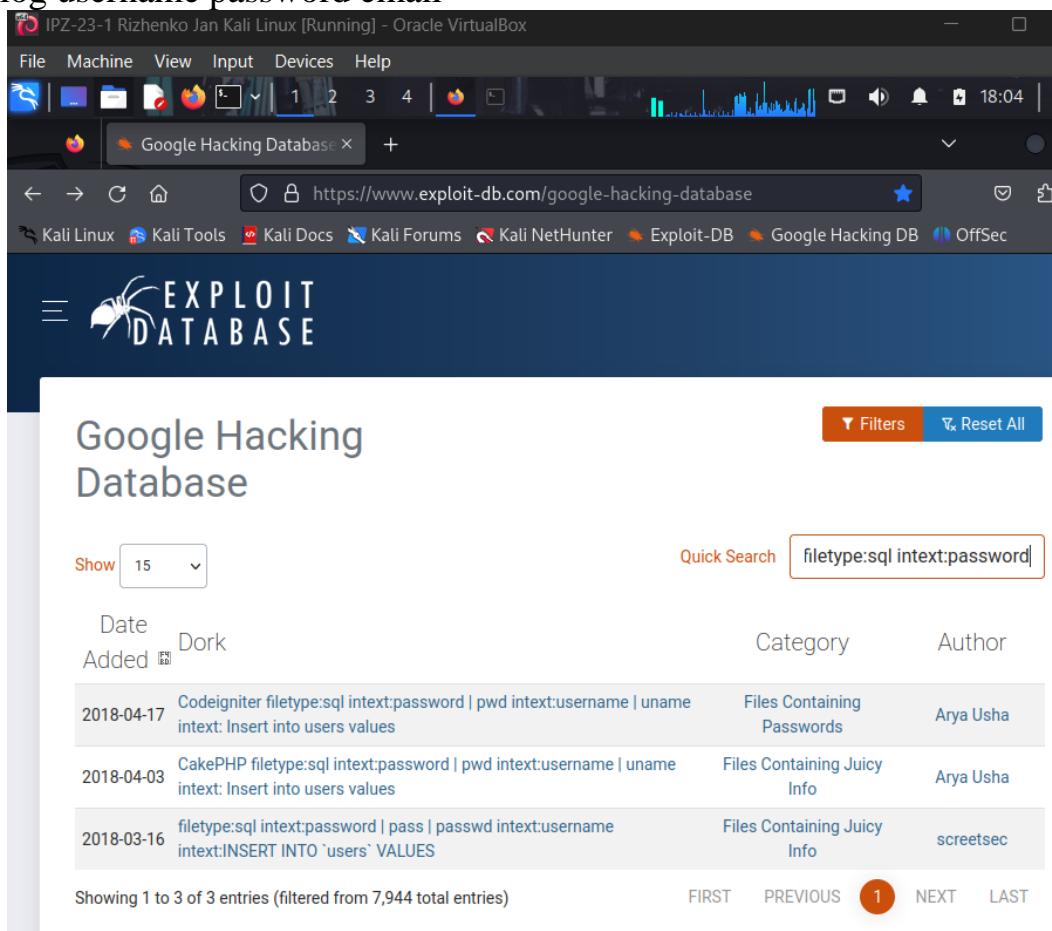 log username password email
IPZ-23-1 Rizhenko Jan Kali Linux [Running] - Oracle VirtualBox
File Machine View Input Devices Help
1 2 3 4 18:04
Google Hacking Database
https://www.exploit-db.com/google-hacking-database
Kali Linux Kali Tools Kali Docs Kali Forums Kali NetHunter Exploit-DB Google Hacking DB OffSec
EXPLOIT
DATABASE
Google Hacking
Database
Filters Reset All
Show 15 Quick Search filetype:sql intext:password
Date
Added Dork Category Author
2018-04-17 Codeigniter filetype:sql intext:password | pwd intext:username | uname
intext: Insert into users values Files Containing
Passwords Arya Usha
2018-04-03 CakePHP filetype:sql intext:password | pwd intext:username | uname
intext: Insert into users values Files Containing Juicy
Info Arya Usha
2018-03-16 filetype:sql intext:password | pass | passwd intext:username
intext:INSERT INTO `users` VALUES Files Containing Juicy
Info screetsec
Showing 1 to 3 of 3 entries (filtered from 7,944 total entries) FIRST PREVIOUS 1 NEXT LAST